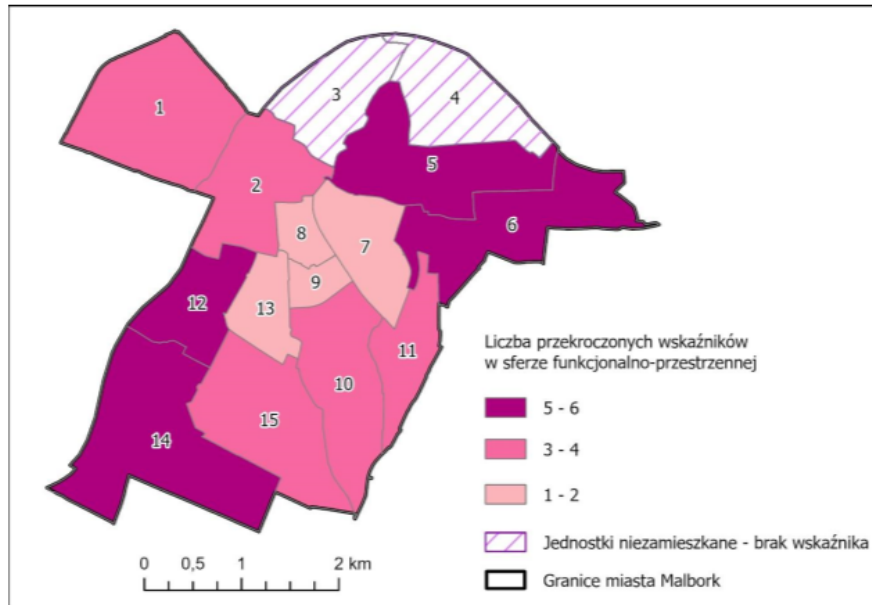 1
3
4
2
5
6
8
7
9
12
13
11
10
15
14
Liczba przekroczonych wskaźników
w sferze funkcjonalno-przestrzennej
5 - 6
3 - 4
1 - 2
Jednostki niezamieszkane - brak wskaźnika
Granice miasta Malbork
0 0,5 1 2 km